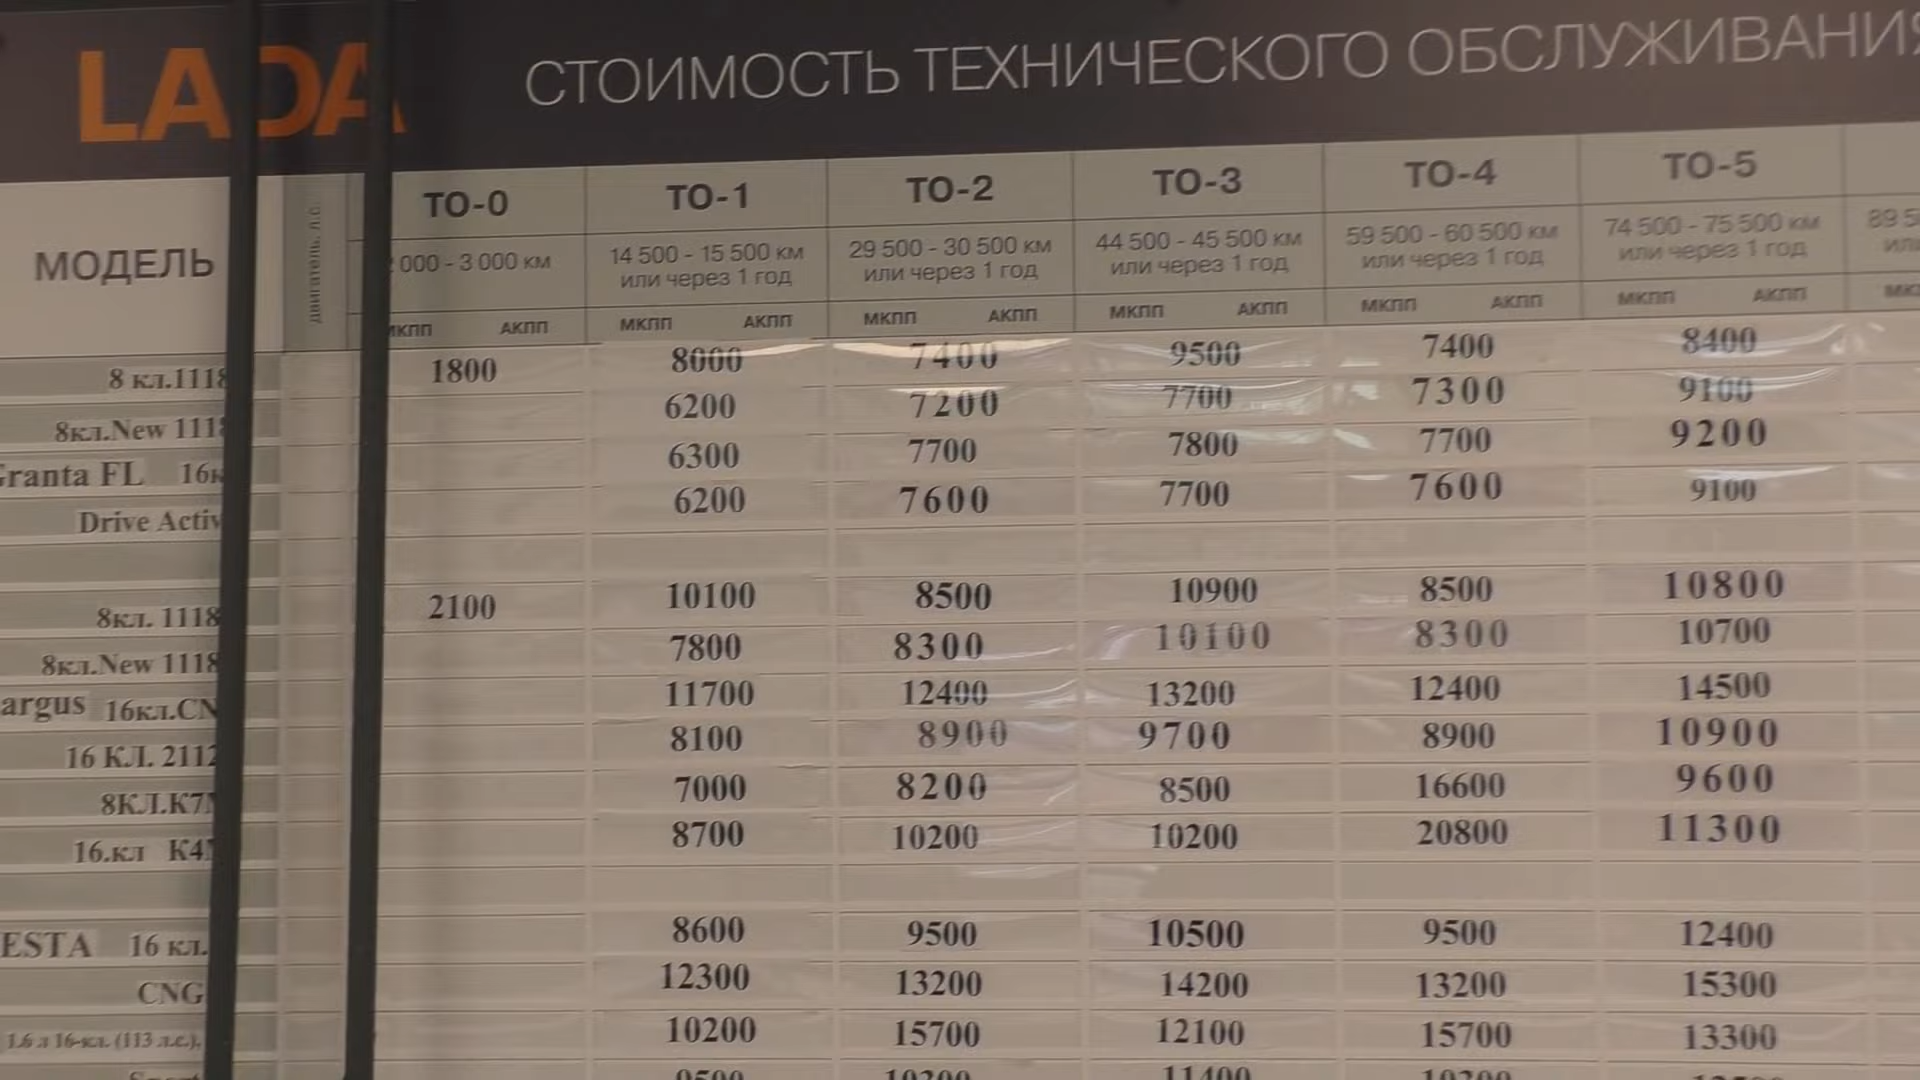 LADA СТОИМОСТЬ ТЕХНИЧЕСКОГО ОБСЛУЖИВАНИЯ
МОДЕЛЬ двигатель, л.с. ТО-0 ТО-1 ТО-2 ТО-3 ТО-4 ТО-5
000 - 3 000 км 14 500 - 15 500 км 29 500 - 30 500 км 44 500 - 45 500 км 59 500 - 60 500 км 74 500 - 75 500 км 89 5
или через 1 год или через 1 год или через 1 год или через 1 год или через 1 год
МКПП АКПП МКПП АКПП МКПП АКПП МКПП АКПП МКПП АКПП МКПП АКПП
8 кл.1118 1800 8000 7400 9500 7400 8400
8кл.New 1118 6200 7200 7700 7300 9100
Granta FL 16к 6300 7700 7800 7700 9200
Drive Activ 6200 7600 7700 7600 9100
8кл. 1118 2100 10100 8500 10900 8500 10800
8кл.New 1118 7800 8300 10100 8300 10700
argus 16кл.CN 11700 12400 13200 12400 14500
16 КЛ. 2112 8100 8900 9700 8900 10900
8КЛ.К7 7000 8200 8500 16600 9600
16.кл К4 8700 10200 10200 20800 11300
ESTA 16 кл. 8600 9500 10500 9500 12400
CNG 12300 13200 14200 13200 15300
1.6 л 16-кл. (113 л.с.), 10200 15700 12100 15700 13300